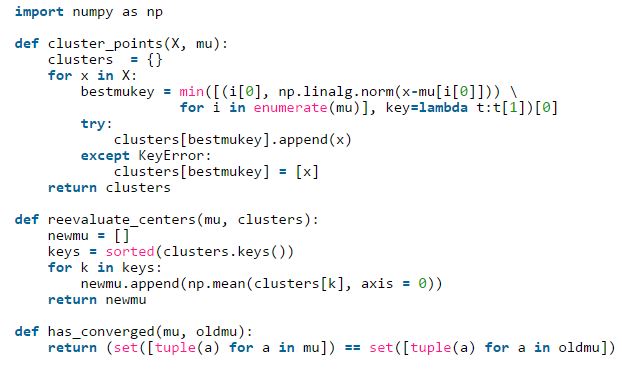 import numpy as np
def cluster_points(X, mu):
    clusters  = {}
    for x in X:
        bestmukey = min([(i[0], np.linalg.norm(x-mu[i[0]])) \
                    for i in enumerate(mu)], key=lambda t:t[1])[0]
        try:
            clusters[bestmukey].append(x)
        except KeyError:
            clusters[bestmukey] = [x]
    return clusters
def reevaluate_centers(mu, clusters):
    newmu = []
    keys = sorted(clusters.keys())
    for k in keys:
        newmu.append(np.mean(clusters[k], axis = 0))
    return newmu
def has_converged(mu, oldmu):
    return (set([tuple(a) for a in mu]) == set([tuple(a) for a in oldmu])